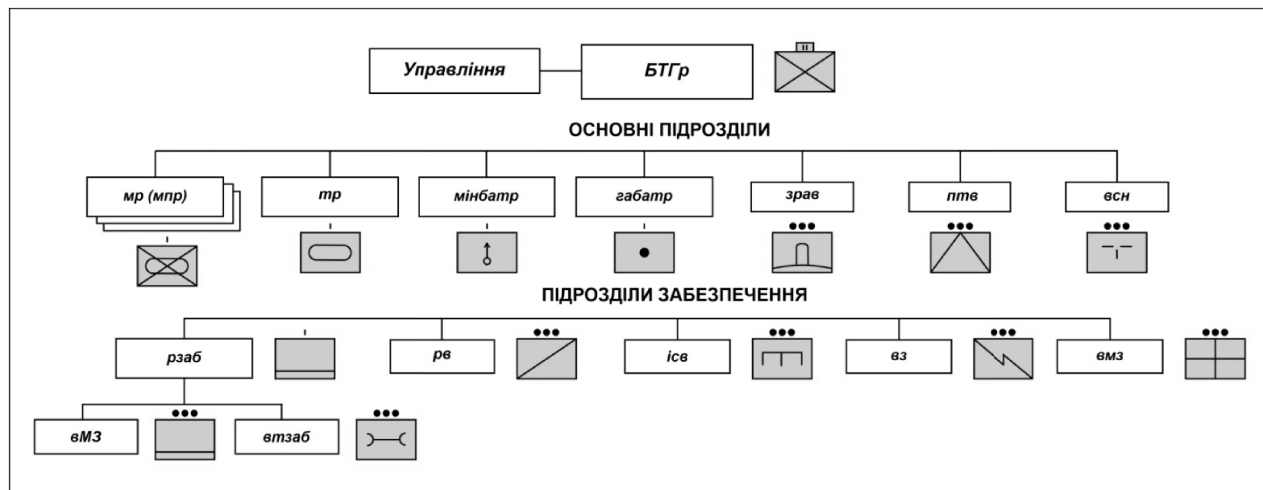 Управління
БТГр
ОСНОВНІ ПІДРОЗДІЛИ
мр (мпр)
тр
мінбатр
габатр
зрав
птв
всн
ПІДРОЗДІЛИ ЗАБЕЗПЕЧЕННЯ
рзаб
рв
ісв
вз
вмз
вМЗ
втзаб